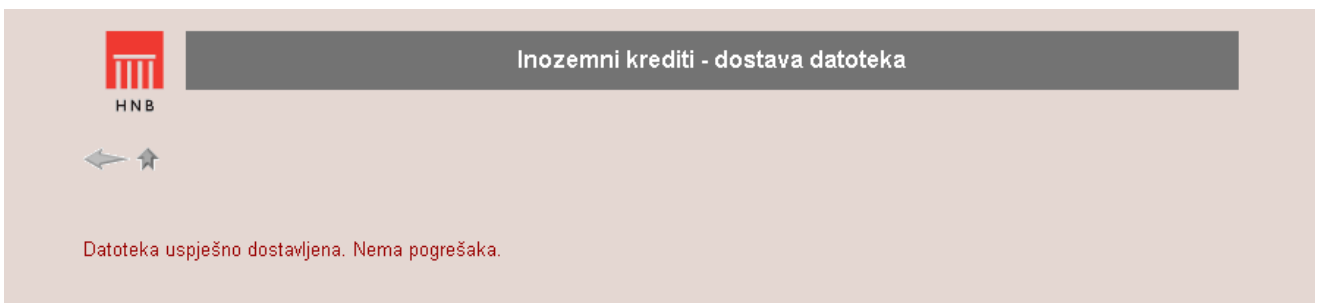 Inozemni krediti - dostava datoteka
HNB
Datoteka uspješno dostavljena. Nema pogrešaka.